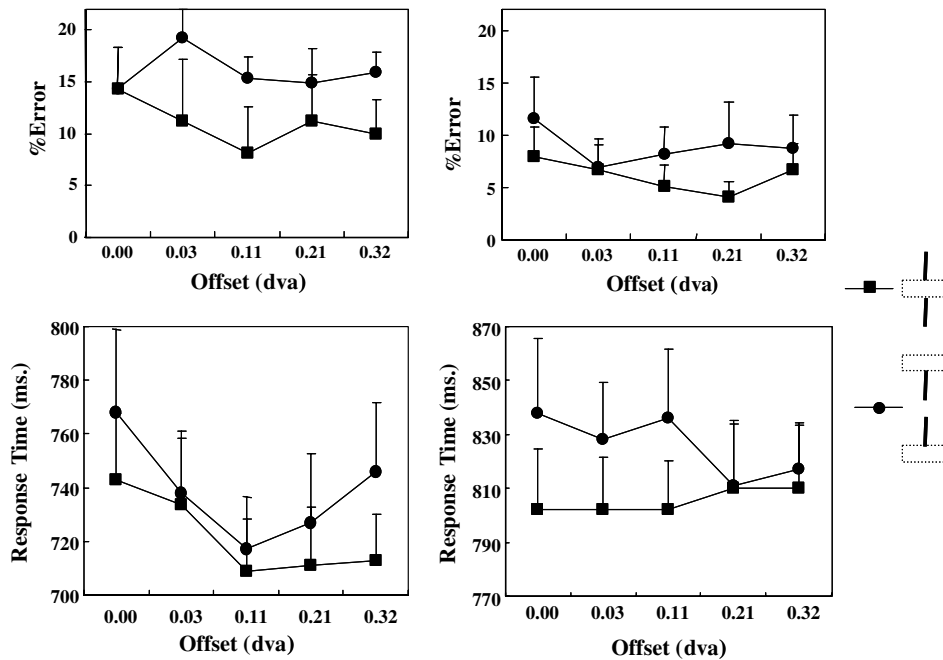 20
15
10
5
0
%Error
0.00 0.03 0.11 0.21 0.32
Offset (dva)
20
15
10
5
0
%Error
0.00 0.03 0.11 0.21 0.32
Offset (dva)
800
780
760
740
720
700
Response Time (ms.)
0.00 0.03 0.11 0.21 0.32
Offset (dva)
870
850
830
810
790
770
Response Time (ms.)
0.00 0.03 0.11 0.21 0.32
Offset (dva)